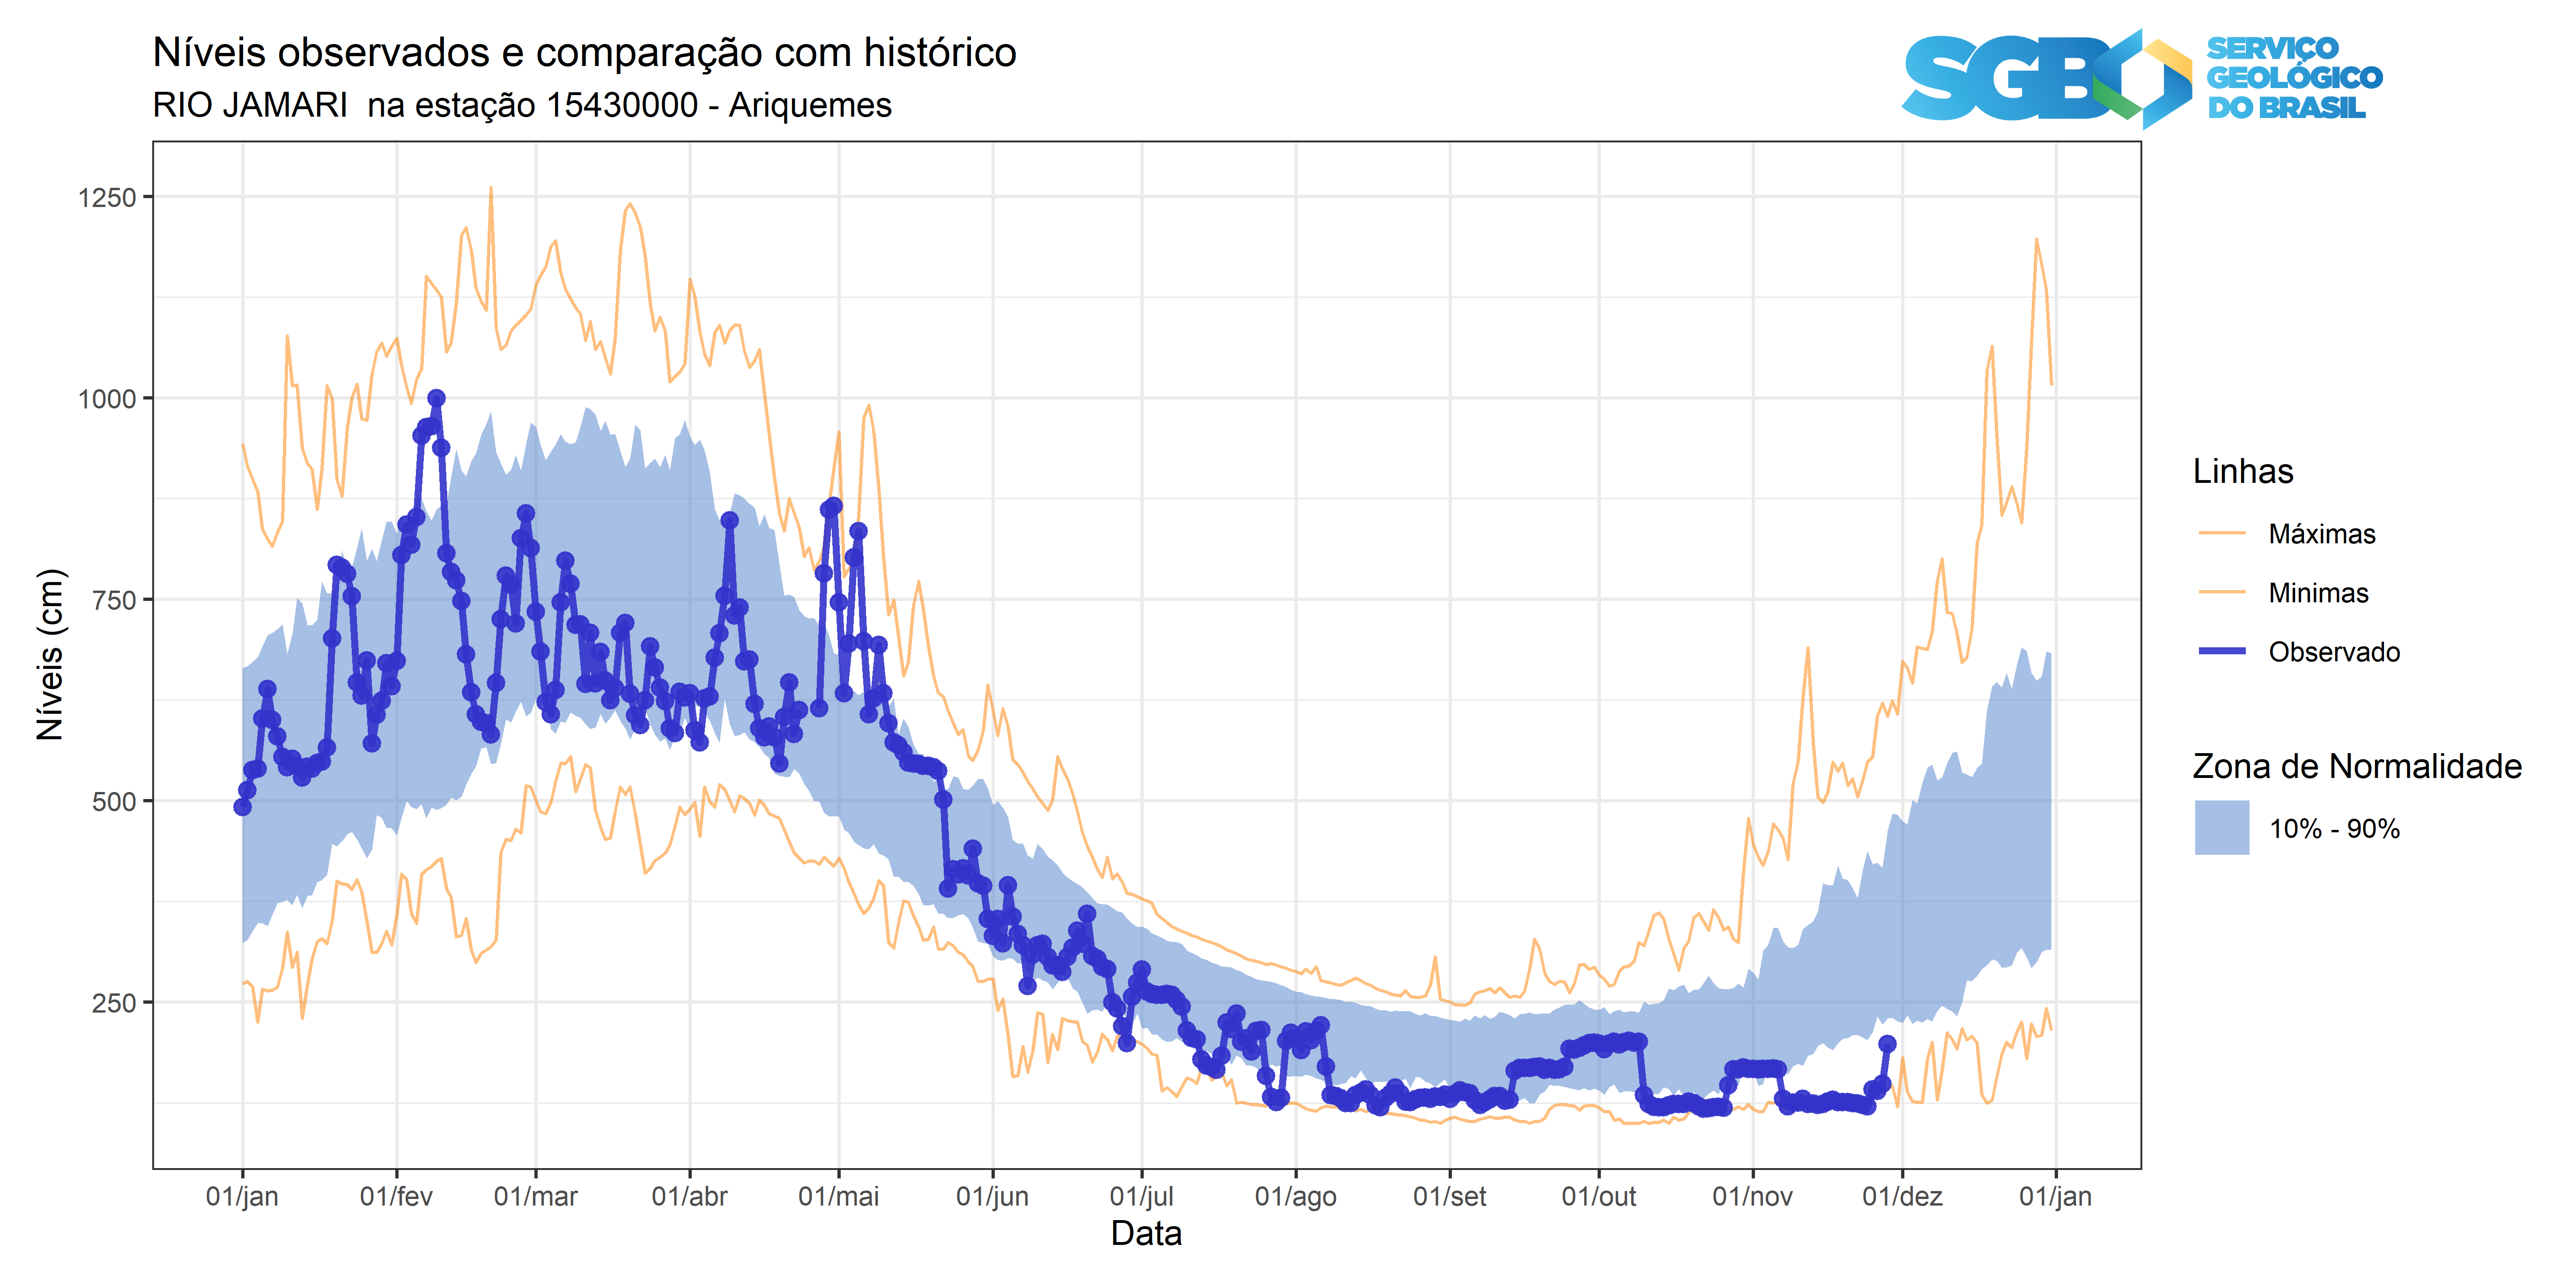 Níveis observados e comparação com histórico
RIO JAMARI  na estação 15430000 - Ariquemes
SGB
SERVIÇO
GEOLÓGICO
DO BRASIL
Níveis (cm)
1250
1000
750
500
250
01/jan
01/fev
01/mar
01/abr
01/mai
01/jun
01/jul
01/ago
01/set
01/out
01/nov
01/dez
01/jan
Data
Linhas
Máximas
Minimas
Observado
Zona de Normalidade
10% - 90%